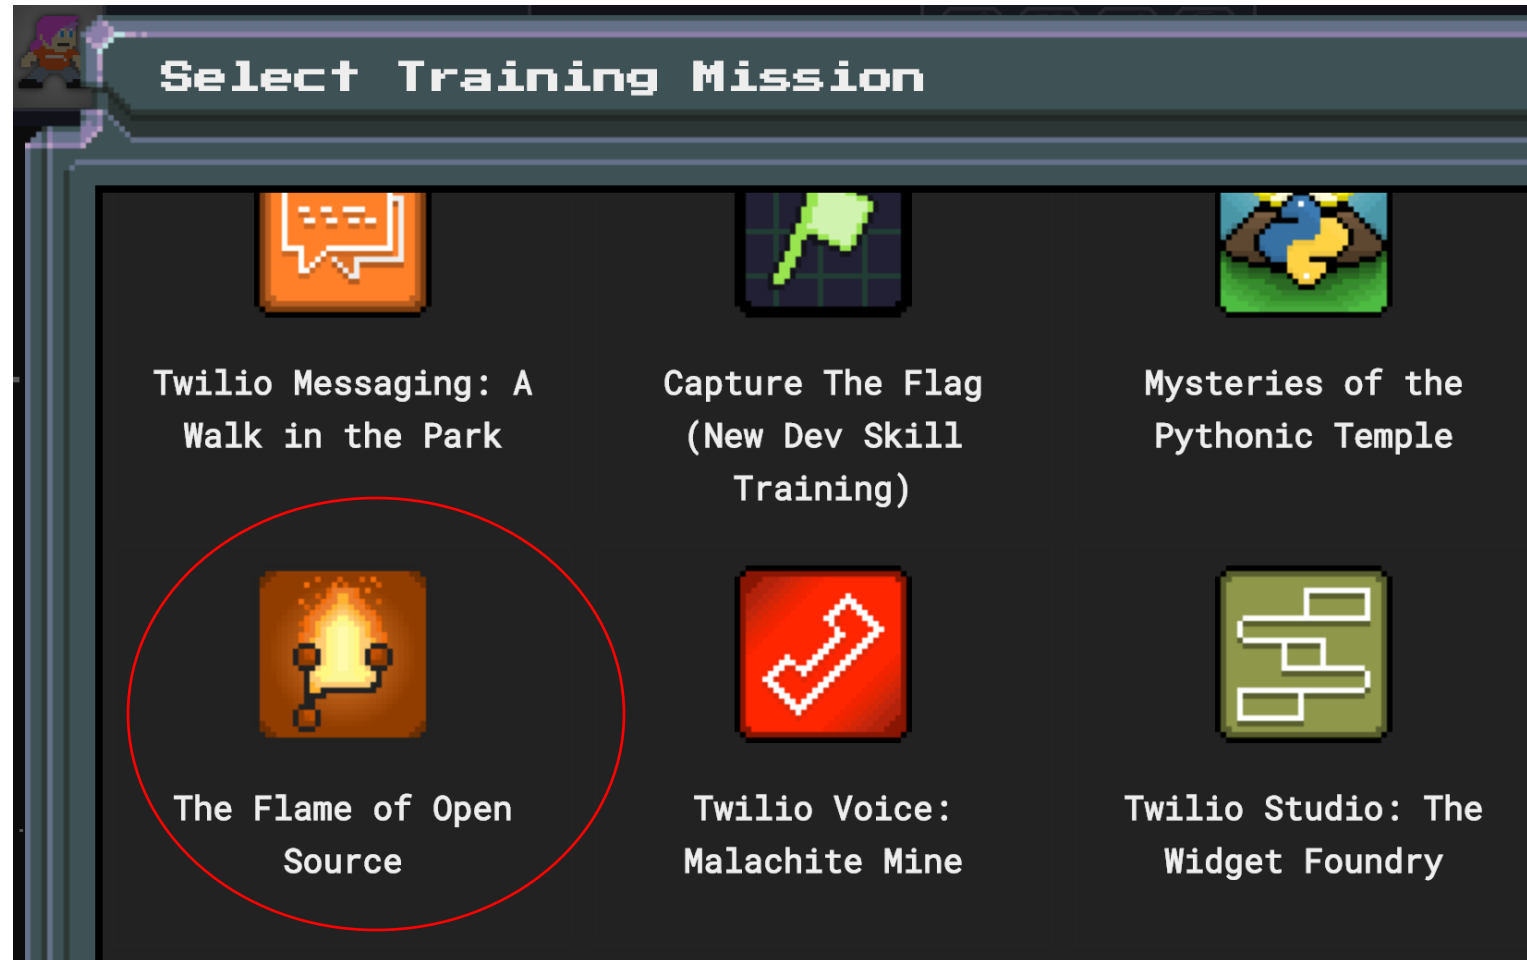 Select Training Mission
Twilio Messaging: A
Walk in the Park
Capture The Flag
(New Dev Skill
Training)
Mysteries of the
Pythonic Temple
The Flame of Open
Source
Twilio Voice:
Malachite Mine
Twilio Studio: The
Widget Foundry